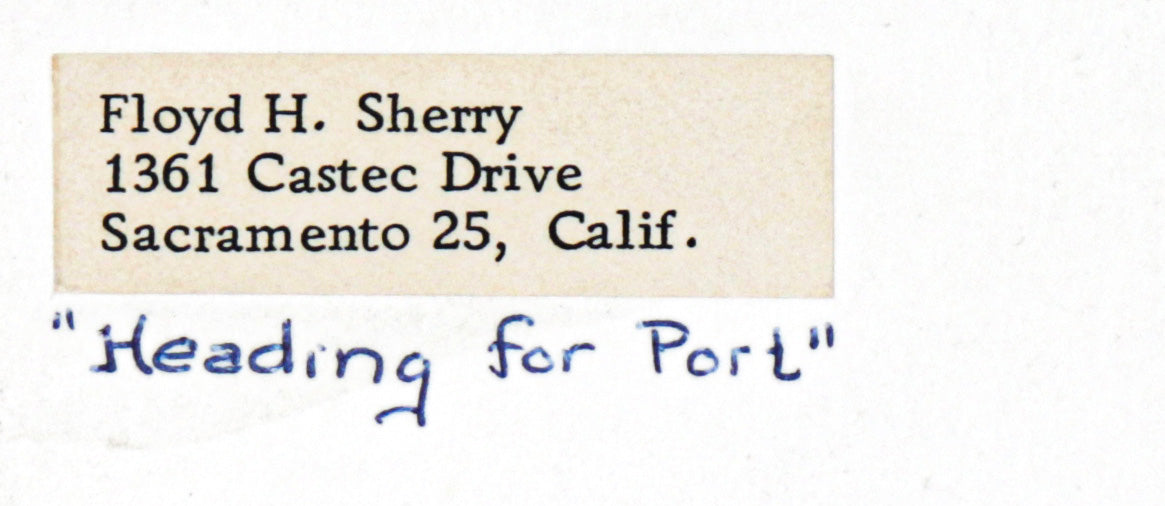 Floyd H. Sherry
1361 Castec Drive
Sacramento 25, Calif.
"Heading for Port"